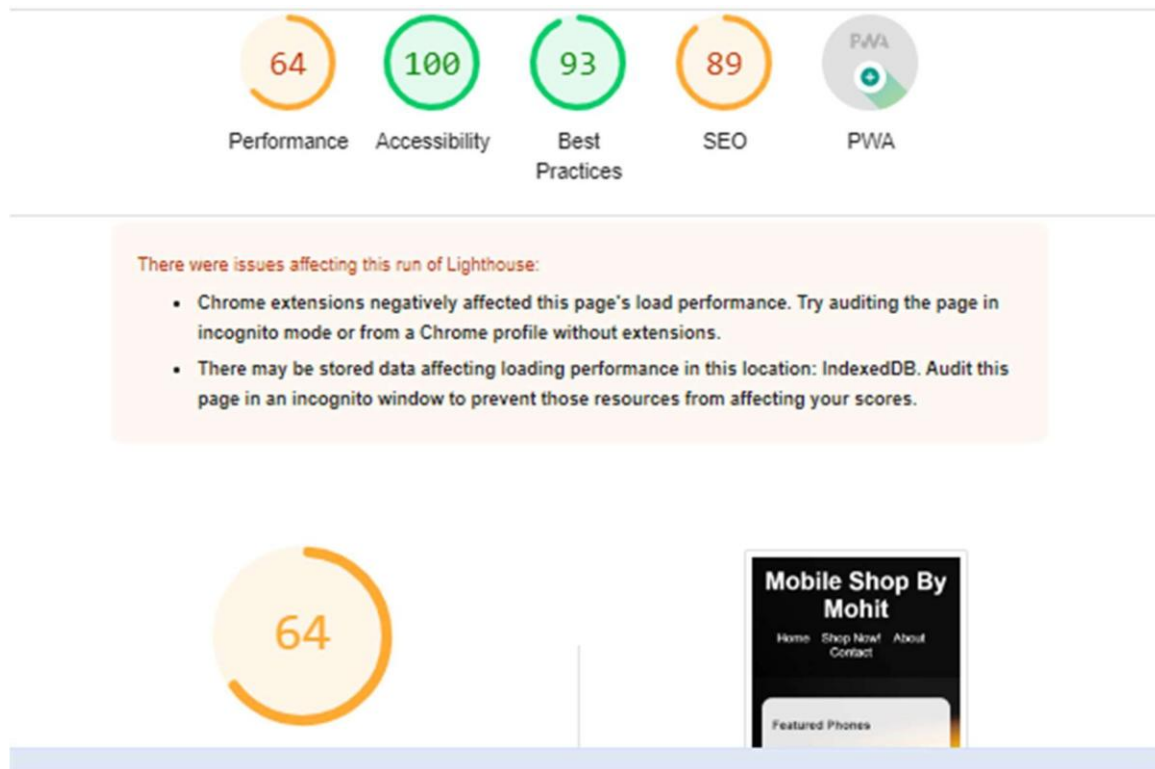 64
100
93
89
PWA
Performance
Accessibility
Best
Practices
SEO
PWA
There were issues affecting this run of Lighthouse:
• Chrome extensions negatively affected this page's load performance. Try auditing the page in
incognito mode or from a Chrome profile without extensions.
• There may be stored data affecting loading performance in this location: IndexedDB. Audit this
page in an incognito window to prevent those resources from affecting your scores.
64
Mobile Shop By
Mohit
Home Shop Now! About
Contact
Featured Phones